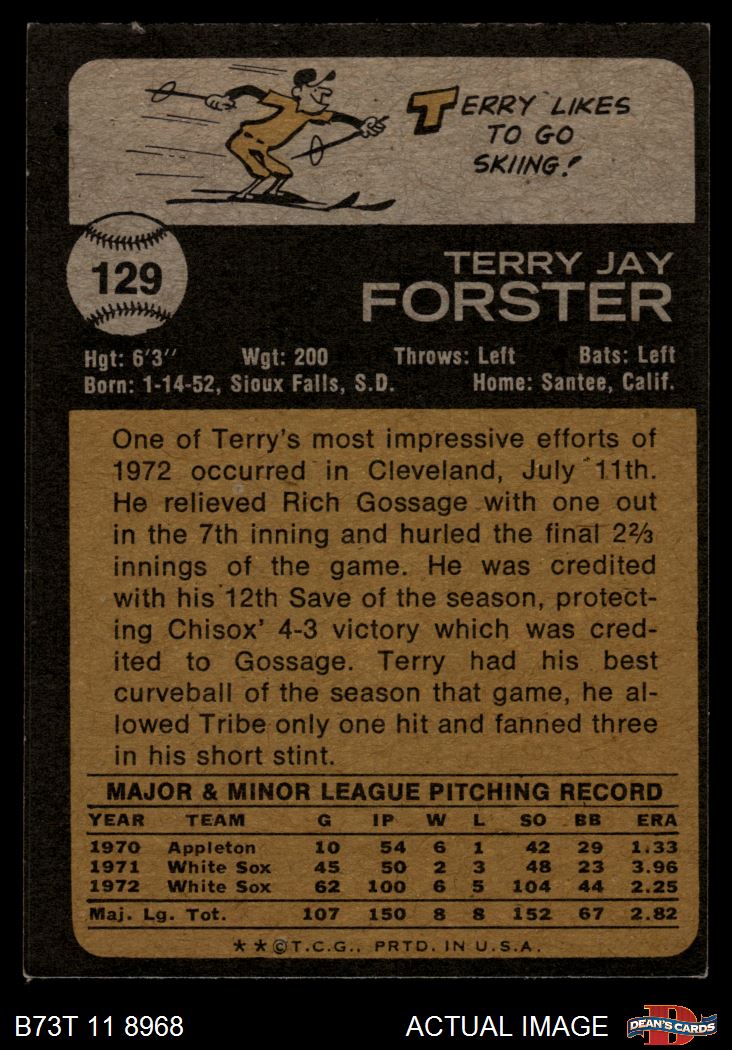 TERRY LIKES
TO GO
SKIING!
129
TERRY JAY
FORSTER
Hgt: 6'3" Wgt: 200 Throws: Left Bats: Left
Born: 1-14-52, Sioux Falls, S.D. Home: Santee, Calif.
One of Terry's most impressive efforts of
1972 occurred in Cleveland, July 11th.
He relieved Rich Gossage with one out
in the 7th inning and hurled the final 2⅔
innings of the game. He was credited
with his 12th Save of the season, protect-
ing Chisox' 4-3 victory which was cred-
ited to Gossage. Terry had his best
curveball of the season that game, he al-
lowed Tribe only one hit and fanned three
in his short stint.
MAJOR & MINOR LEAGUE PITCHING RECORD
YEAR TEAM G IP W L SO BB ERA
1970 Appleton 10 54 6 1 42 29 1.33
1971 White Sox 45 50 2 3 48 23 3.96
1972 White Sox 62 100 6 5 104 44 2.25
Maj. Lg. Tot. 107 150 8 8 152 67 2.82
**©T.C.G., PRTD. IN U.S.A.
B73T 11 8968 ACTUAL IMAGE D DEAN'S CARDS